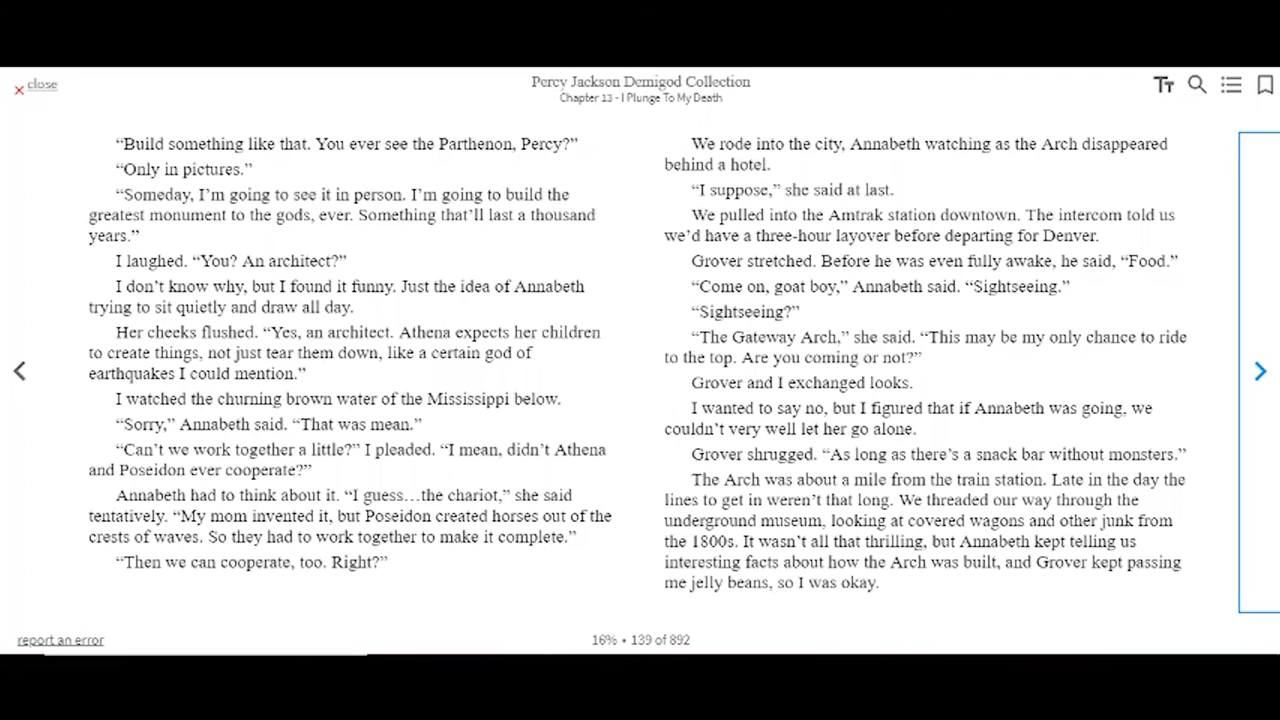 × close
Percy Jackson Demigod Collection
Chapter 13 - I Plunge To My Death
“Build something like that. You ever see the Parthenon, Percy?”
“Only in pictures.”
“Someday, I’m going to see it in person. I’m going to build the
greatest monument to the gods, ever. Something that’ll last a thousand
years.”
I laughed. “You? An architect?”
I don’t know why, but I found it funny. Just the idea of Annabeth
trying to sit quietly and draw all day.
Her cheeks flushed. “Yes, an architect. Athena expects her children
to create things, not just tear them down, like a certain god of
earthquakes I could mention.”
I watched the churning brown water of the Mississippi below.
“Sorry,” Annabeth said. “That was mean.”
“Can’t we work together a little?” I pleaded. “I mean, didn’t Athena
and Poseidon ever cooperate?”
Annabeth had to think about it. “I guess…the chariot,” she said
tentatively. “My mom invented it, but Poseidon created horses out of the
crests of waves. So they had to work together to make it complete.”
“Then we can cooperate, too. Right?”
We rode into the city, Annabeth watching as the Arch disappeared
behind a hotel.
“I suppose,” she said at last.
We pulled into the Amtrak station downtown. The intercom told us
we’d have a three-hour layover before departing for Denver.
Grover stretched. Before he was even fully awake, he said, “Food.”
“Come on, goat boy,” Annabeth said. “Sightseeing.”
“Sightseeing?”
“The Gateway Arch,” she said. “This may be my only chance to ride
to the top. Are you coming or not?”
Grover and I exchanged looks.
I wanted to say no, but I figured that if Annabeth was going, we
couldn’t very well let her go alone.
Grover shrugged. “As long as there’s a snack bar without monsters.”
The Arch was about a mile from the train station. Late in the day the
lines to get in weren’t that long. We threaded our way through the
underground museum, looking at covered wagons and other junk from
the 1800s. It wasn’t all that thrilling, but Annabeth kept telling us
interesting facts about how the Arch was built, and Grover kept passing
me jelly beans, so I was okay.
report an error
16% • 139 of 892